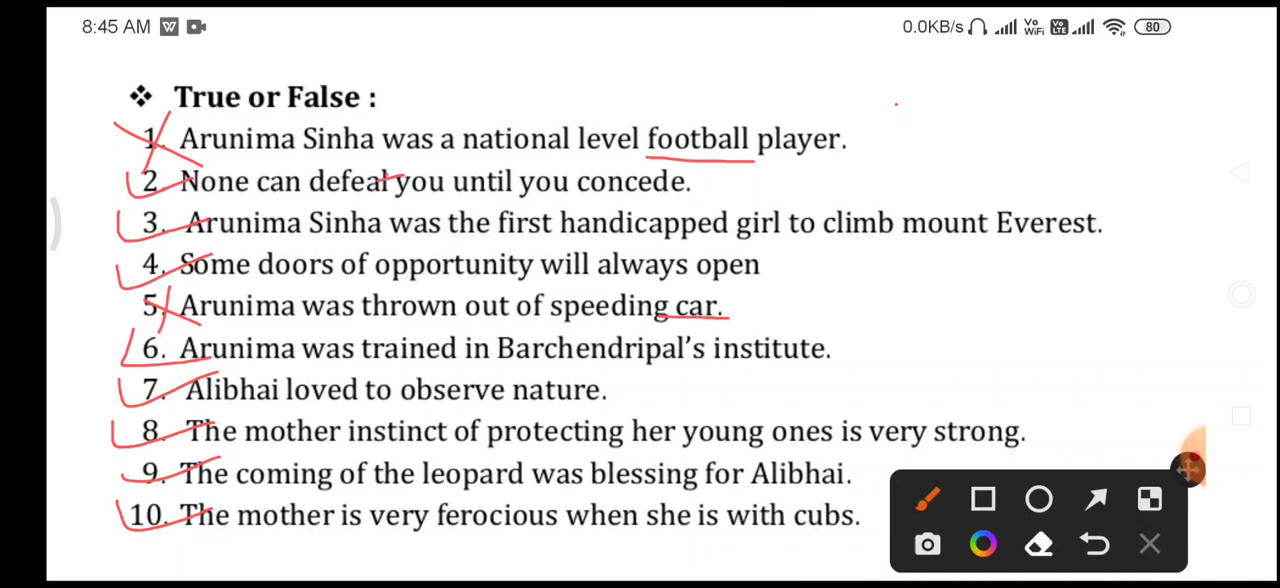 8:45 AM
0.0KB/s Vo WiFi Vo LTE 80
❖ True or False :
1. Arunima Sinha was a national level football player.
2. None can defeat you until you concede.
3. Arunima Sinha was the first handicapped girl to climb mount Everest.
4. Some doors of opportunity will always open
5. Arunima was thrown out of speeding car.
6. Arunima was trained in Barchendripal’s institute.
7. Alibhai loved to observe nature.
8. The mother instinct of protecting her young ones is very strong.
9. The coming of the leopard was blessing for Alibhai.
10. The mother is very ferocious when she is with cubs.